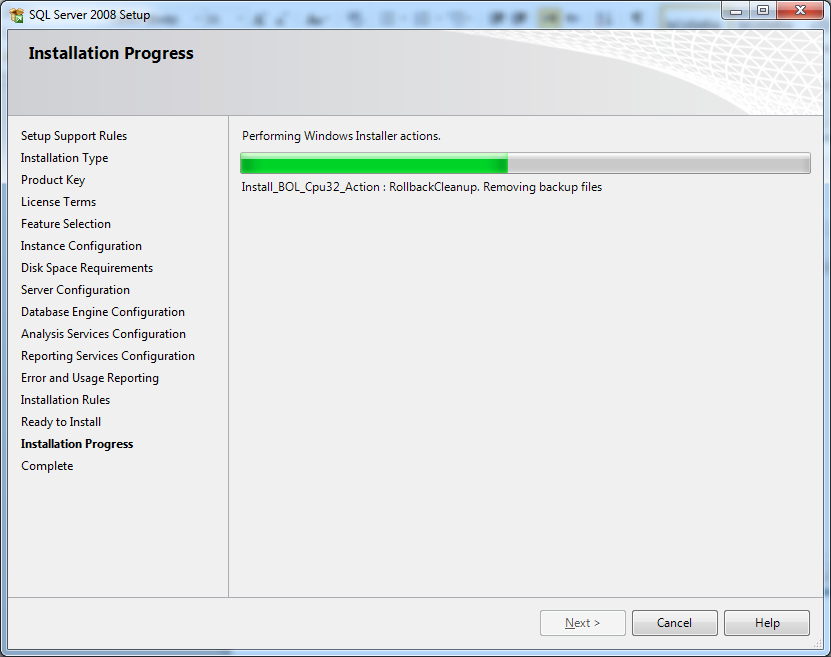 SQL Server 2008 Setup
Installation Progress
Setup Support Rules
Installation Type
Product Key
License Terms
Feature Selection
Instance Configuration
Disk Space Requirements
Server Configuration
Database Engine Configuration
Analysis Services Configuration
Reporting Services Configuration
Error and Usage Reporting
Installation Rules
Ready to Install
Installation Progress
Complete
Performing Windows Installer actions.
Install_BOL_Cpu32_Action : RollbackCleanup. Removing backup files
Next >
Cancel
Help